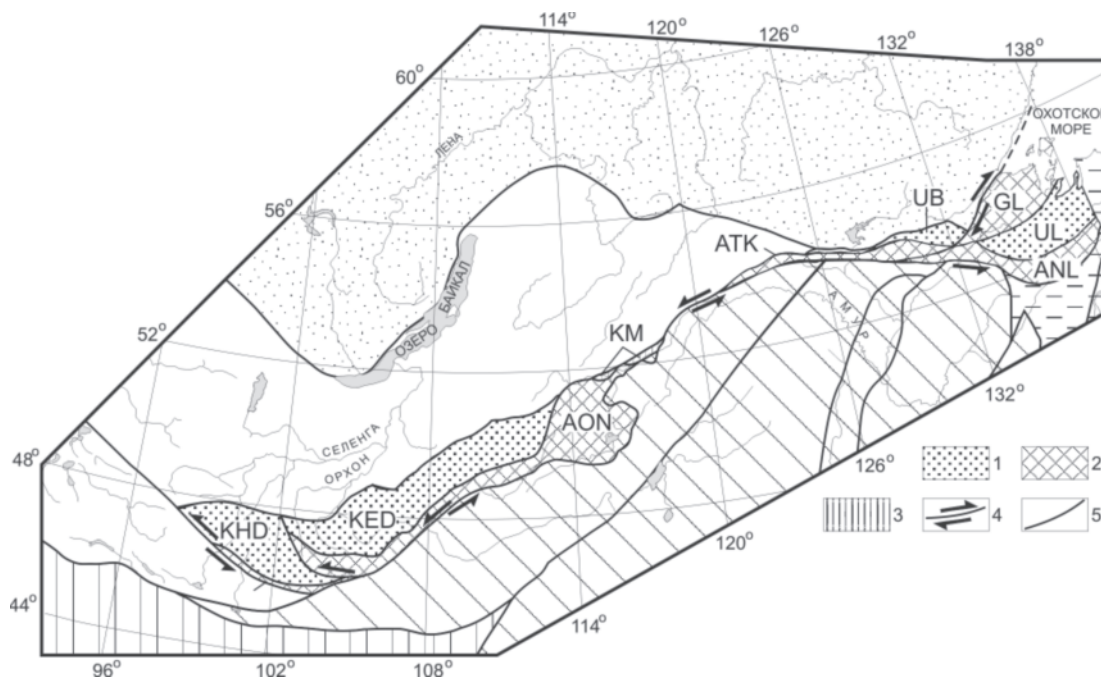 114°
120°
126°
132°
138°
60°
ОХОТСКОЕ
МОРЕ
ЛЕНА
56°
UB
GL
UL
ATK
ANL
ОЗЕРО БАЙКАЛ
АМУР
52°
KM
132°
AON
СЕЛЕНГА
ОРХОН
48°
126°
1
2
KHD
KED
3
4
5
120°
44°
114°
96°
102°
108°